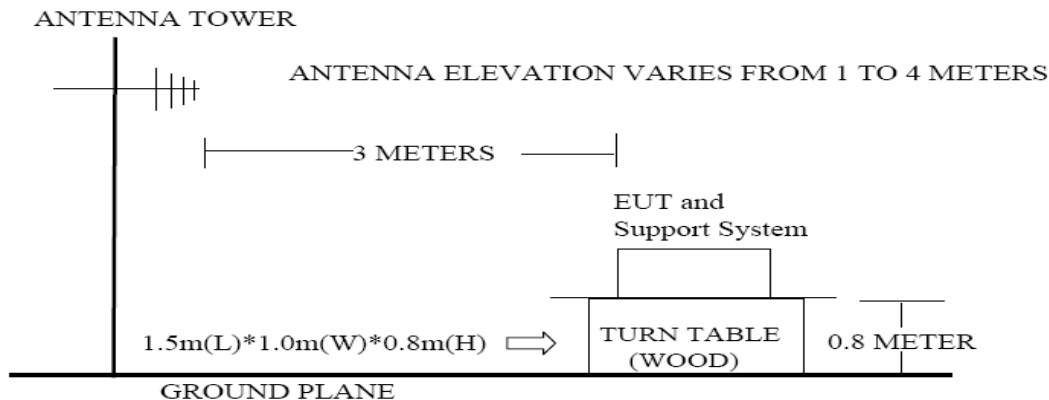 ANTENNA TOWER
ANTENNA ELEVATION VARIES FROM 1 TO 4 METERS
3 METERS
EUT and
Support System
1.5m(L)*1.0m(W)*0.8m(H)
TURN TABLE
(WOOD)
0.8 METER
GROUND PLANE